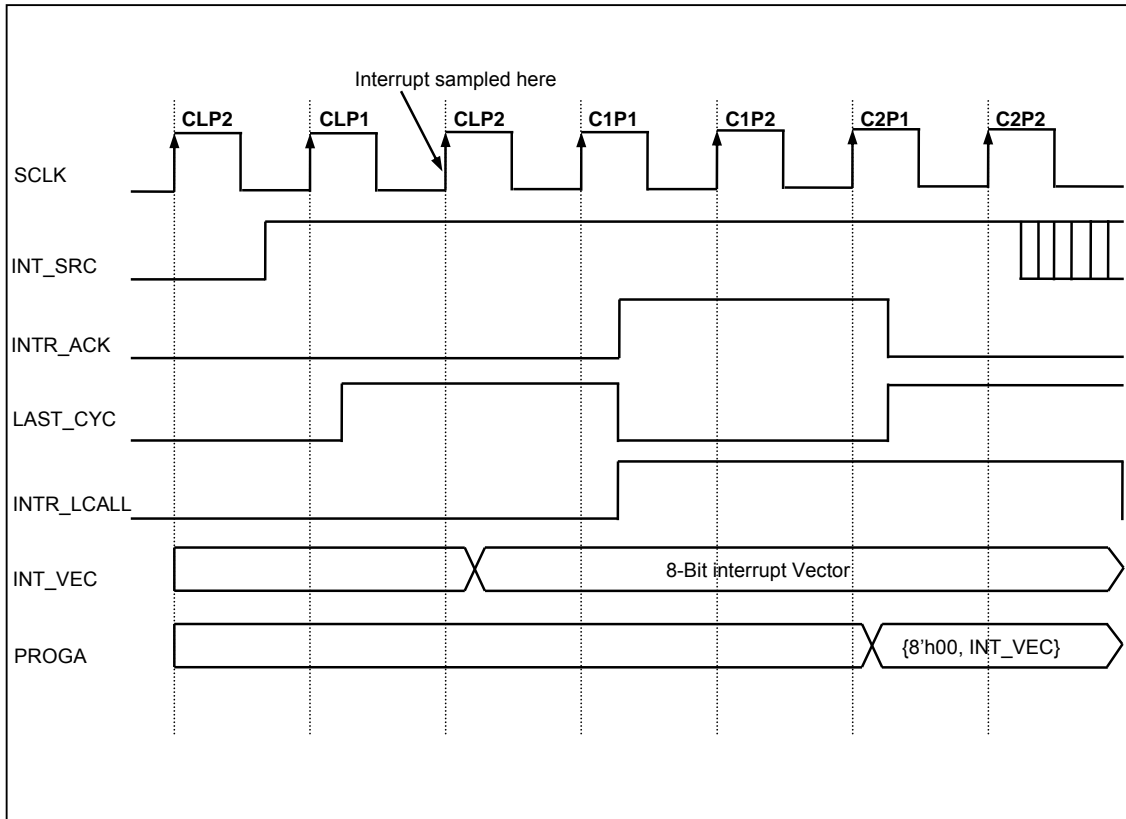 Interrupt sampled here
CLP2 CLP1 CLP2 C1P1 C1P2 C2P1 C2P2
SCLK
INT_SRC
INTR_ACK
LAST_CYC
INTR_LCALL
INT_VEC 8-Bit interrupt Vector
PROGA {8'h00, INT_VEC}